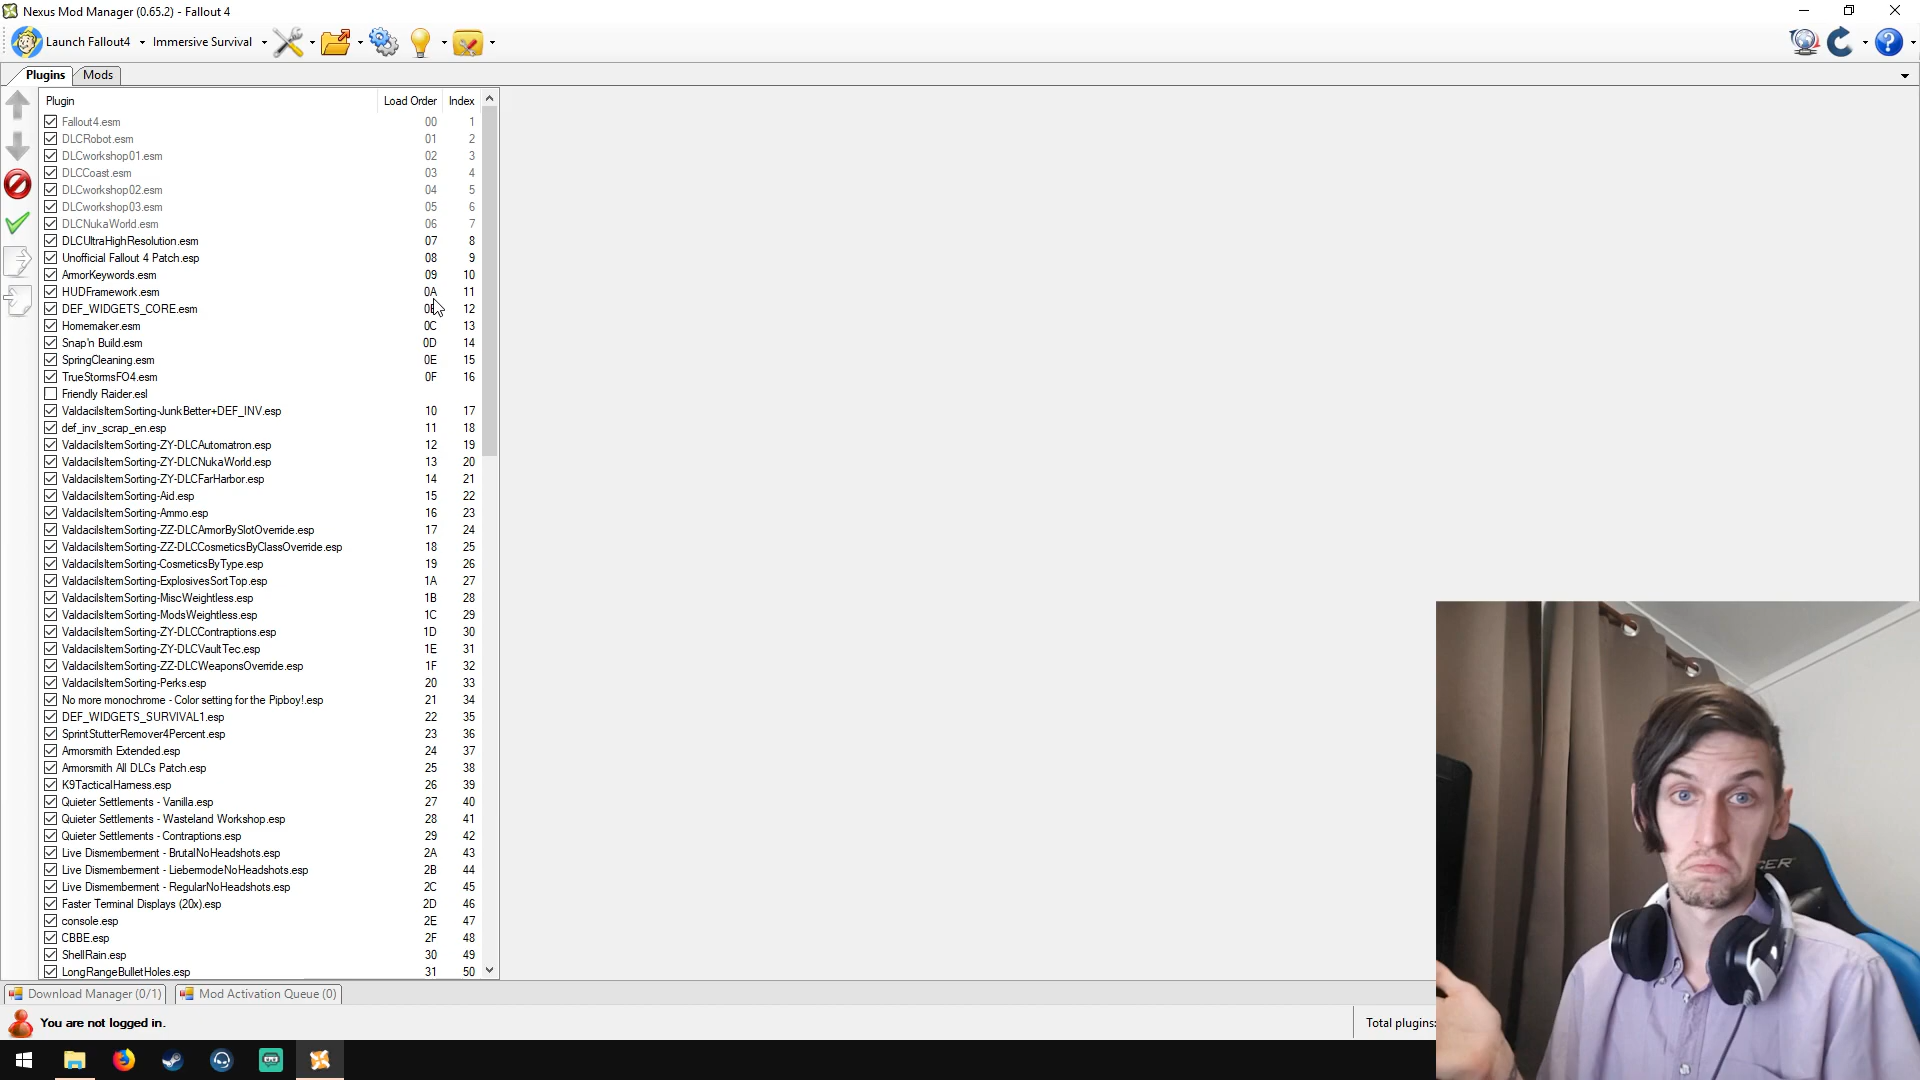 Nexus Mod Manager (0.65.2) - Fallout 4
Launch Fallout4 Immersive Survival
Plugins Mods
Plugin Load Order Index
Fallout4.esm 00 1
DLCRobot.esm 01 2
DLCworkshop01.esm 02 3
DLCCoast.esm 03 4
DLCworkshop02.esm 04 5
DLCworkshop03.esm 05 6
DLCNukaWorld.esm 06 7
DLCUltraHighResolution.esm 07 8
Unofficial Fallout 4 Patch.esp 08 9
ArmorKeywords.esm 09 10
HUDFramework.esm 0A 11
DEF_WIDGETS_CORE.esm 12
Homemaker.esm 0C 13
Snap'n Build.esm 0D 14
SpringCleaning.esm 0E 15
TrueStormsFO4.esm 0F 16
Friendly Raider.esl
ValdacilsItemSorting-JunkBetter+DEF_INV.esp 10 17
def_inv_scrap_en.esp 11 18
ValdacilsItemSorting-ZY-DLCAutomatron.esp 12 19
ValdacilsItemSorting-ZY-DLCNukaWorld.esp 13 20
ValdacilsItemSorting-ZY-DLCFarHarbor.esp 14 21
ValdacilsItemSorting-Aid.esp 15 22
ValdacilsItemSorting-Ammo.esp 16 23
ValdacilsItemSorting-ZZ-DLCArmorBySlotOverride.esp 17 24
ValdacilsItemSorting-ZZ-DLCCosmeticsByClassOverride.esp 18 25
ValdacilsItemSorting-CosmeticsByType.esp 19 26
ValdacilsItemSorting-ExplosivesSortTop.esp 1A 27
ValdacilsItemSorting-MiscWeightless.esp 1B 28
ValdacilsItemSorting-ModsWeightless.esp 1C 29
ValdacilsItemSorting-ZY-DLCContraptions.esp 1D 30
ValdacilsItemSorting-ZY-DLCVaultTec.esp 1E 31
ValdacilsItemSorting-ZZ-DLCWeaponsOverride.esp 1F 32
ValdacilsItemSorting-Perks.esp 20 33
No more monochrome - Color setting for the Pipboy!.esp 21 34
DEF_WIDGETS_SURVIVAL1.esp 22 35
SprintStutterRemover4Percent.esp 23 36
Armorsmith Extended.esp 24 37
Armorsmith All DLCs Patch.esp 25 38
K9TacticalHarness.esp 26 39
Quieter Settlements - Vanilla.esp 27 40
Quieter Settlements - Wasteland Workshop.esp 28 41
Quieter Settlements - Contraptions.esp 29 42
Live Dismemberment - BrutalNoHeadshots.esp 2A 43
Live Dismemberment - LiebermodeNoHeadshots.esp 2B 44
Live Dismemberment - RegularNoHeadshots.esp 2C 45
Faster Terminal Displays (20x).esp 2D 46
console.esp 2E 47
CBBE.esp 2F 48
ShellRain.esp 30 49
LongRangeBulletHoles.esp 31 50
Download Manager (0/1) Mod Activation Queue (0)
You are not logged in. Total plugins: